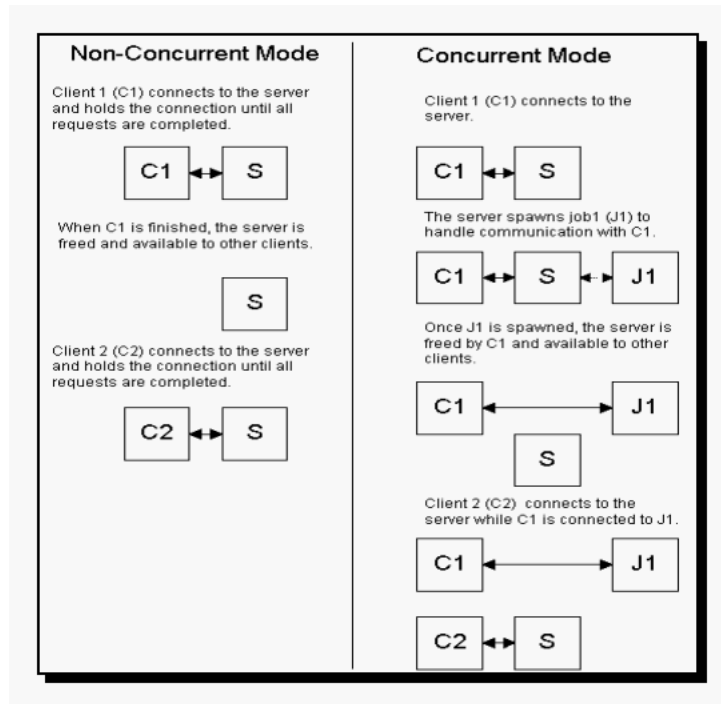 Non-Concurrent Mode
Client 1 (C1) connects to the server
and holds the connection until all
requests are completed.
C1 S
When C1 is finished, the server is
freed and available to other clients.
S
Client 2 (C2) connects to the server
and holds the connection until all
requests are completed.
C2 S
Concurrent Mode
Client 1 (C1) connects to the
server.
C1 S
The server spawns job1 (J1) to
handle communication with C1.
C1 S J1
Once J1 is spawned, the server is
freed by C1 and available to other
clients.
C1 J1
S
Client 2 (C2) connects to the
server while C1 is connected to J1.
C1 J1
C2 S